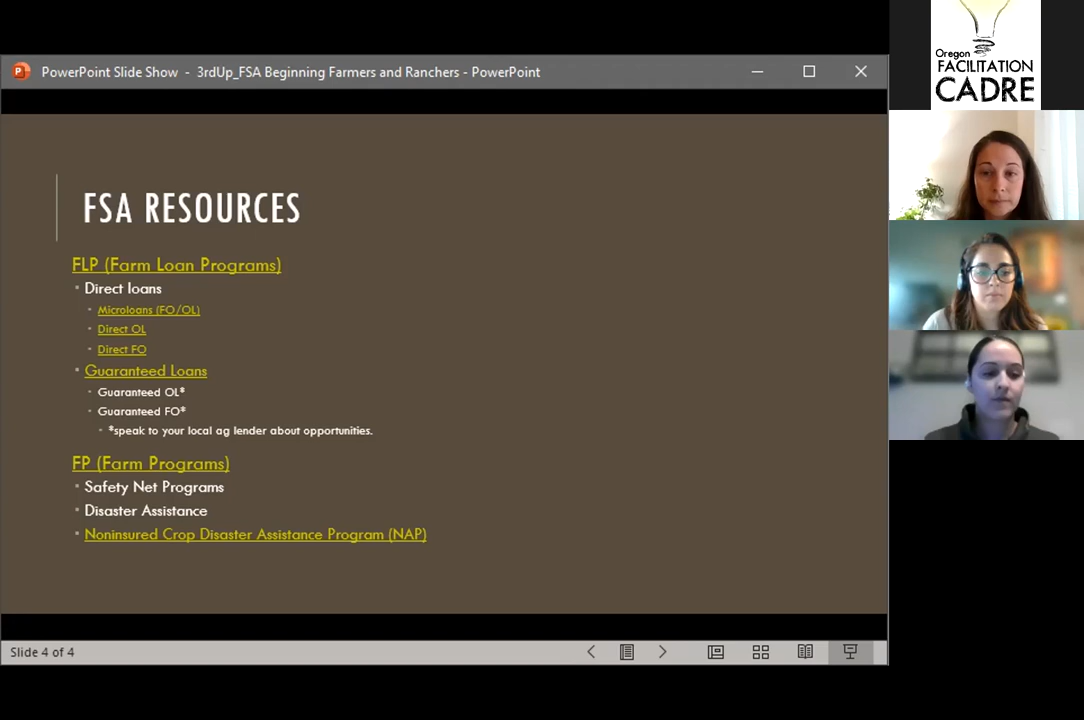 PowerPoint Slide Show - 3rdUp_FSA Beginning Farmers and Ranchers - PowerPoint
FSA RESOURCES
FLP (Farm Loan Programs)
Direct loans
Microloans (FO/OL)
Direct OL
Direct FO
Guaranteed Loans
Guaranteed OL*
Guaranteed FO*
*speak to your local ag lender about opportunities.
FP (Farm Programs)
Safety Net Programs
Disaster Assistance
Noninsured Crop Disaster Assistance Program (NAP)
Slide 4 of 4
Oregon
FACILITATION
CADRE